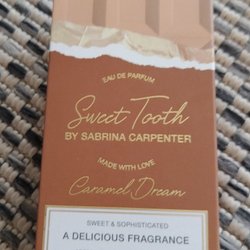 EAU DE PARFUM
Sweet Tooth
BY SABRINA CARPENTER
MADE WITH LOVE
Caramel Dream
SWEET & SOPHISTICATED
A DELICIOUS FRAGRANCE